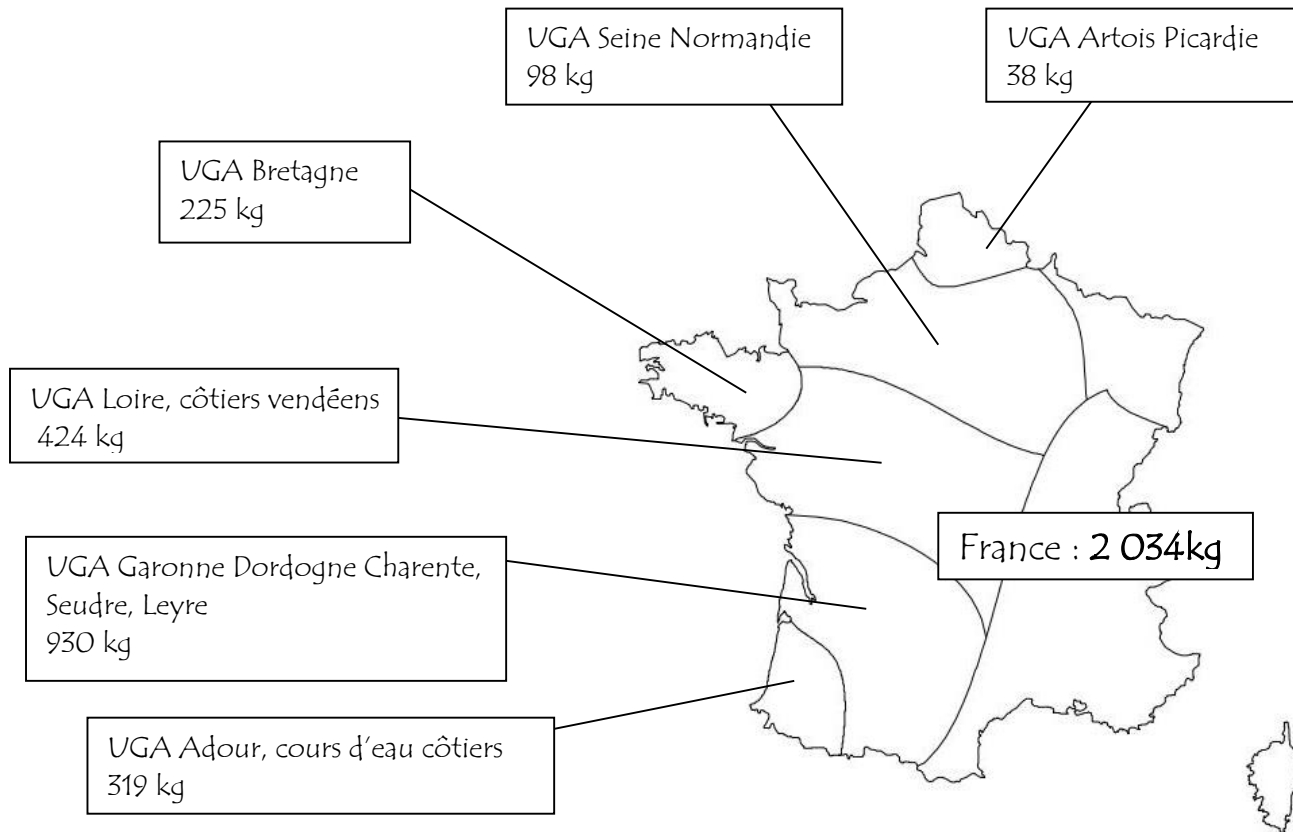 UGA Seine Normandie
98 kg
UGA Artois Picardie
38 kg
UGA Bretagne
225 kg
UGA Loire, côtiers vendéens
424 kg
France : 2 034kg
UGA Garonne Dordogne Charente,
Seudre, Leyre
930 kg
UGA Adour, cours d'eau côtiers
319 kg